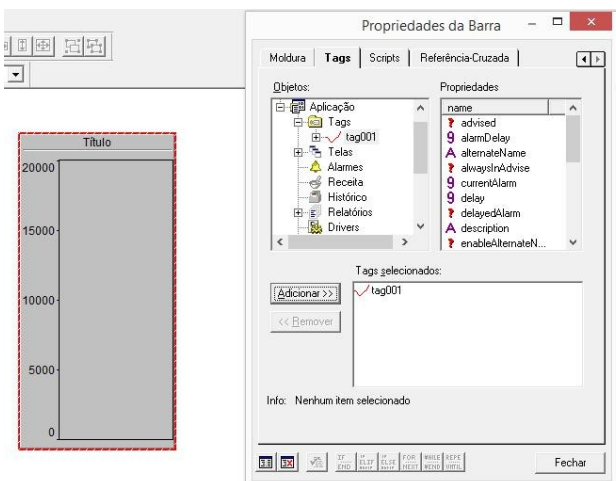 Propriedades da Barra
Moldura Tags Scripts Referência-Cruzada
Objetos: Propriedades
Aplicação
Tags
tag001
Telas
Alarmes
Receita
Histórico
Relatórios
Drivers
name
advised
alarmDelay
alternateName
alwaysInAdvise
currentAlarm
delay
delayedAlarm
description
enableAlternateN...
Tags selecionados:
Adicionar >>
tag001
<< Remover
Info: Nenhum item selecionado
IF END
FOR NEXT
WHILE WEND
REPE UNTIL
Fechar
Título
20000
15000
10000
5000
0